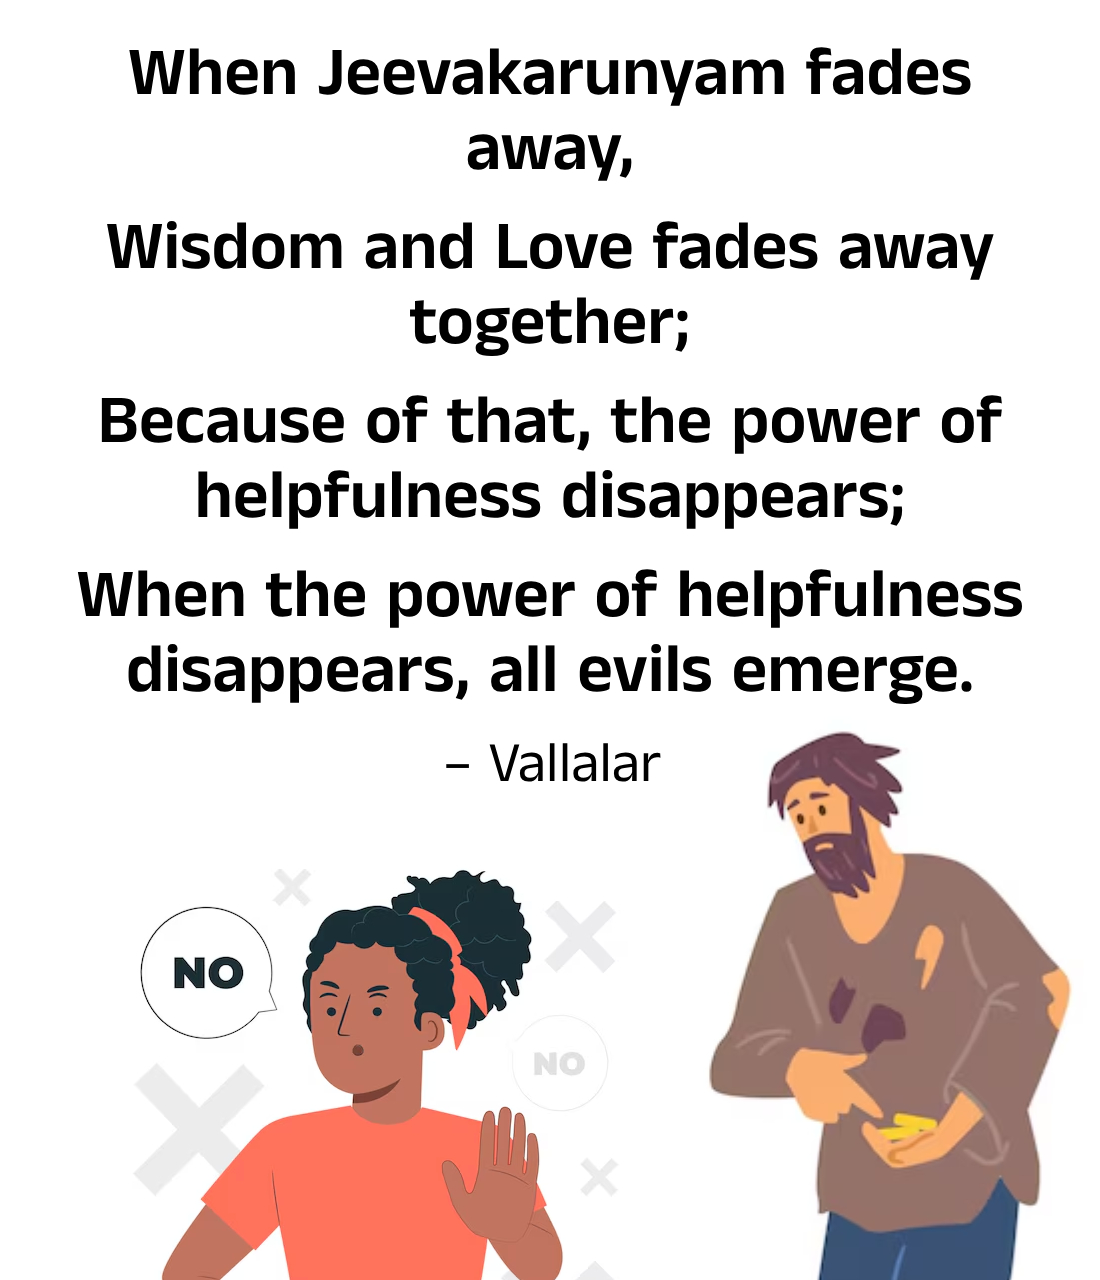 When Jeevakarunyam fades
away,
Wisdom and Love fades away
together;
Because of that, the power of
helpfulness disappears;
When the power of helpfulness
disappears, all evils emerge.
– Vallalar
NO
NO